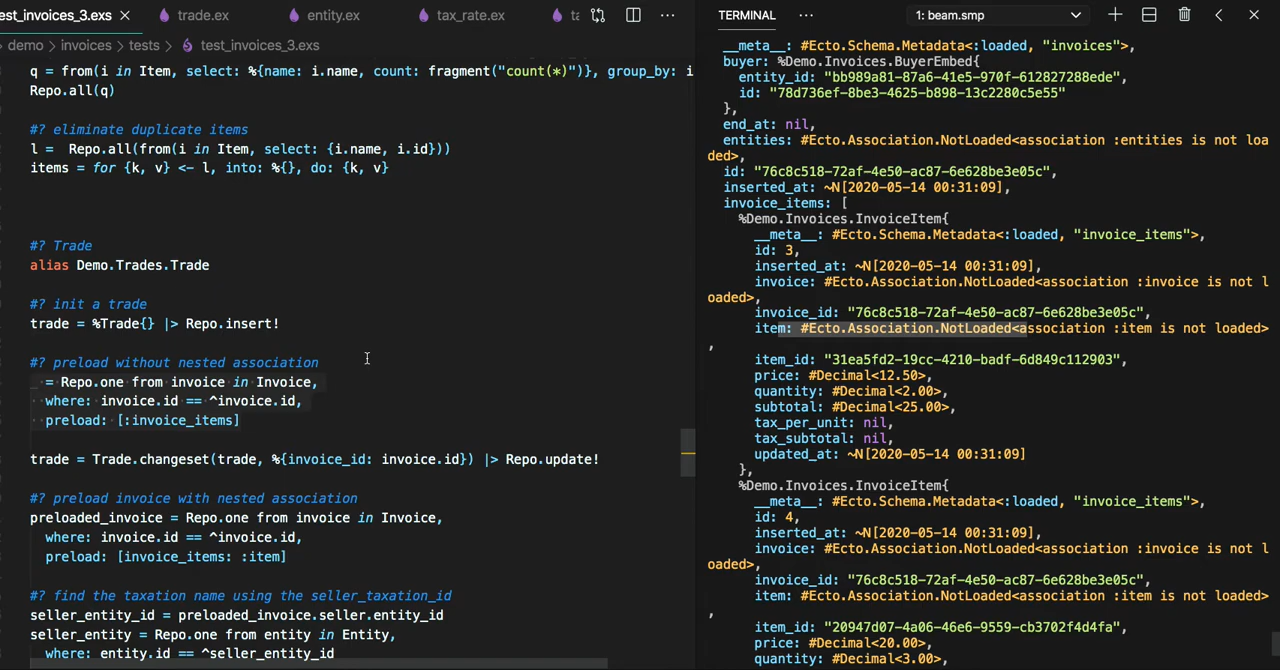 est_invoices_3.exs × trade.ex entity.ex tax_rate.ex ta ···
demo > invoices > tests > test_invoices_3.exs
q = from(i in Item, select: %{name: i.name, count: fragment("count(*)")}, group_by: i
Repo.all(q)
#? eliminate duplicate items
l =  Repo.all(from(i in Item, select: {i.name, i.id}))
items = for {k, v} <- l, into: %{}, do: {k, v}
#? Trade
alias Demo.Trades.Trade
#? init a trade
trade = %Trade{} |> Repo.insert!
#? preload without nested association
_ = Repo.one from invoice in Invoice,
where: invoice.id == ^invoice.id,
preload: [:invoice_items]
trade = Trade.changeset(trade, %{invoice_id: invoice.id}) |> Repo.update!
#? preload invoice with nested association
preloaded_invoice = Repo.one from invoice in Invoice,
where: invoice.id == ^invoice.id,
preload: [invoice_items: :item]
#? find the taxation name using the seller_taxation_id
seller_entity_id = preloaded_invoice.seller.entity_id
seller_entity = Repo.one from entity in Entity,
where: entity.id == ^seller_entity_id
TERMINAL ··· 1: beam.smp
__meta__: #Ecto.Schema.Metadata<:loaded, "invoices">,
buyer: %Demo.Invoices.BuyerEmbed{
entity_id: "bb989a81-87a6-41e5-970f-612827288ede",
id: "78d736ef-8be3-4625-b898-13c2280c5e55"
},
end_at: nil,
entities: #Ecto.Association.NotLoaded<association :entities is not loa
ded>,
id: "76c8c518-72af-4e50-ac87-6e628be3e05c",
inserted_at: ~N[2020-05-14 00:31:09],
invoice_items: [
%Demo.Invoices.InvoiceItem{
__meta__: #Ecto.Schema.Metadata<:loaded, "invoice_items">,
id: 3,
inserted_at: ~N[2020-05-14 00:31:09],
invoice: #Ecto.Association.NotLoaded<association :invoice is not l
oaded>,
invoice_id: "76c8c518-72af-4e50-ac87-6e628be3e05c",
item: #Ecto.Association.NotLoaded<association :item is not loaded>
,
item_id: "31ea5fd2-19cc-4210-badf-6d849c112903",
price: #Decimal<12.50>,
quantity: #Decimal<2.00>,
subtotal: #Decimal<25.00>,
tax_per_unit: nil,
tax_subtotal: nil,
updated_at: ~N[2020-05-14 00:31:09]
},
%Demo.Invoices.InvoiceItem{
__meta__: #Ecto.Schema.Metadata<:loaded, "invoice_items">,
id: 4,
inserted_at: ~N[2020-05-14 00:31:09],
invoice: #Ecto.Association.NotLoaded<association :invoice is not l
oaded>,
invoice_id: "76c8c518-72af-4e50-ac87-6e628be3e05c",
item: #Ecto.Association.NotLoaded<association :item is not loaded>
,
item_id: "20947d07-4a06-46e6-9559-cb3702f4d4fa",
price: #Decimal<20.00>,
quantity: #Decimal<3.00>,